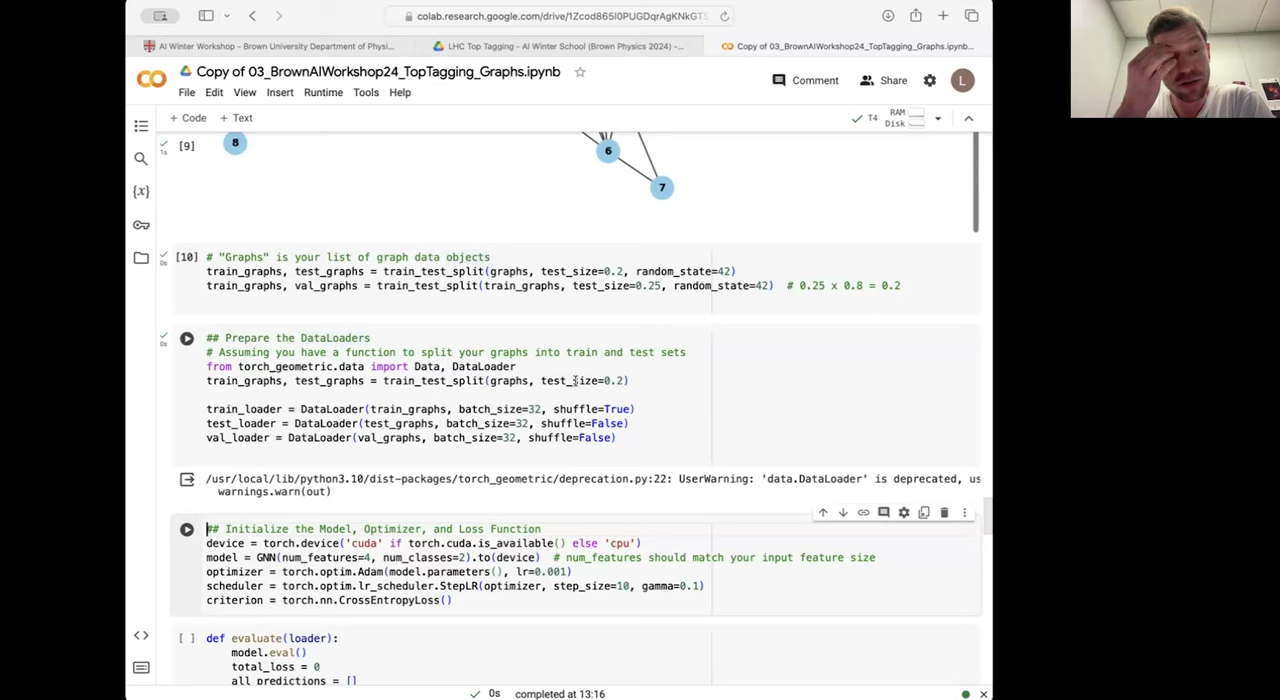 colab.research.google.com/drive/1Zcod865I0PUGDqrAgKNkGTS
AI Winter Workshop - Brown University Department of Physi...
LHC Top Tagging - AI Winter School (Brown Physics 2024) -...
Copy of 03_BrownAIWorkshop24_TopTagging_Graphs.ipynb...
Copy of 03_BrownAIWorkshop24_TopTagging_Graphs.ipynb
Comment
Share
L
File Edit View Insert Runtime Tools Help
+ Code + Text
T4
RAM
Disk
[9]
8
6
7
[10] # "Graphs" is your list of graph data objects
train_graphs, test_graphs = train_test_split(graphs, test_size=0.2, random_state=42)
train_graphs, val_graphs = train_test_split(train_graphs, test_size=0.25, random_state=42)  # 0.25 x 0.8 = 0.2
0s
## Prepare the DataLoaders
# Assuming you have a function to split your graphs into train and test sets
from torch_geometric.data import Data, DataLoader
train_graphs, test_graphs = train_test_split(graphs, test_size=0.2)
train_loader = DataLoader(train_graphs, batch_size=32, shuffle=True)
test_loader = DataLoader(test_graphs, batch_size=32, shuffle=False)
val_loader = DataLoader(val_graphs, batch_size=32, shuffle=False)
/usr/local/lib/python3.10/dist-packages/torch_geometric/deprecation.py:22: UserWarning: 'data.DataLoader' is deprecated, us
warnings.warn(out)
## Initialize the Model, Optimizer, and Loss Function
device = torch.device('cuda' if torch.cuda.is_available() else 'cpu')
model = GNN(num_features=4, num_classes=2).to(device)  # num_features should match your input feature size
optimizer = torch.optim.Adam(model.parameters(), lr=0.001)
scheduler = torch.optim.lr_scheduler.StepLR(optimizer, step_size=10, gamma=0.1)
criterion = torch.nn.CrossEntropyLoss()
[ ] def evaluate(loader):
model.eval()
total_loss = 0
all_predictions = []
0s completed at 13:16